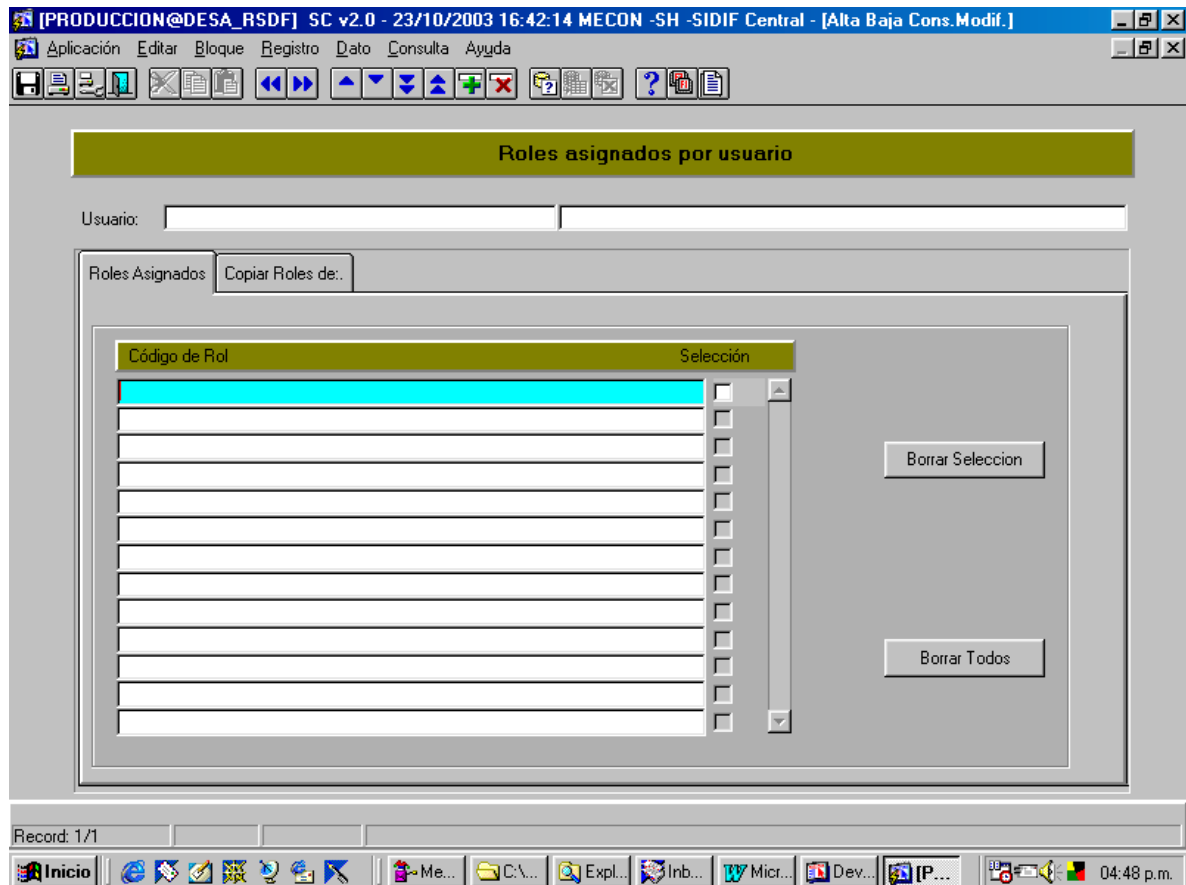 [PRODUCCION@DESA_RSDF] SC v2.0 - 23/10/2003 16:42:14 MECON -SH -SIDIF Central - [Alta Baja Cons.Modif.]
Aplicación Editar Bloque Registro Dato Consulta Ayuda
Roles asignados por usuario
Usuario:
Roles Asignados Copiar Roles de:.
Código de Rol Selección
Borrar Seleccion
Borrar Todos
Record: 1/1
Inicio Me... C:\... Expl... Inb... Micr... Dev... [P... 04:48 p.m.